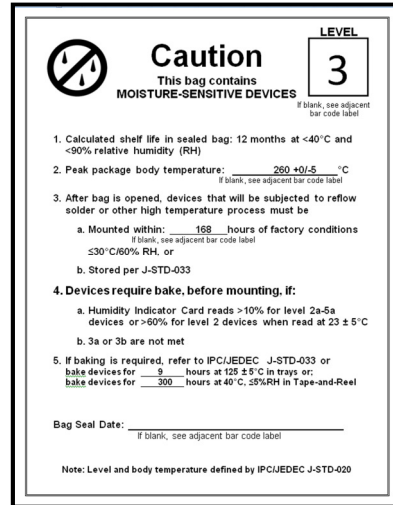 LEVEL
3
Caution
This bag contains
MOISTURE-SENSITIVE DEVICES
If blank, see adjacent
bar code label
1. Calculated shelf life in sealed bag: 12 months at <40°C and
<90% relative humidity (RH)
2. Peak package body temperature: 260 +0/-5 °C
If blank, see adjacent bar code label
3. After bag is opened, devices that will be subjected to reflow
solder or other high temperature process must be
a. Mounted within: 168 hours of factory conditions
If blank, see adjacent bar code label
≤30°C/60% RH, or
b. Stored per J-STD-033
4. Devices require bake, before mounting, if:
a. Humidity Indicator Card reads >10% for level 2a-5a
devices or >60% for level 2 devices when read at 23 ± 5°C
b. 3a or 3b are not met
5. If baking is required, refer to IPC/JEDEC J-STD-033 or
bake devices for 9 hours at 125 ± 5°C in trays or;
bake devices for 300 hours at 40°C, ≤5%RH in Tape-and-Reel
Bag Seal Date:
If blank, see adjacent bar code label
Note: Level and body temperature defined by IPC/JEDEC J-STD-020